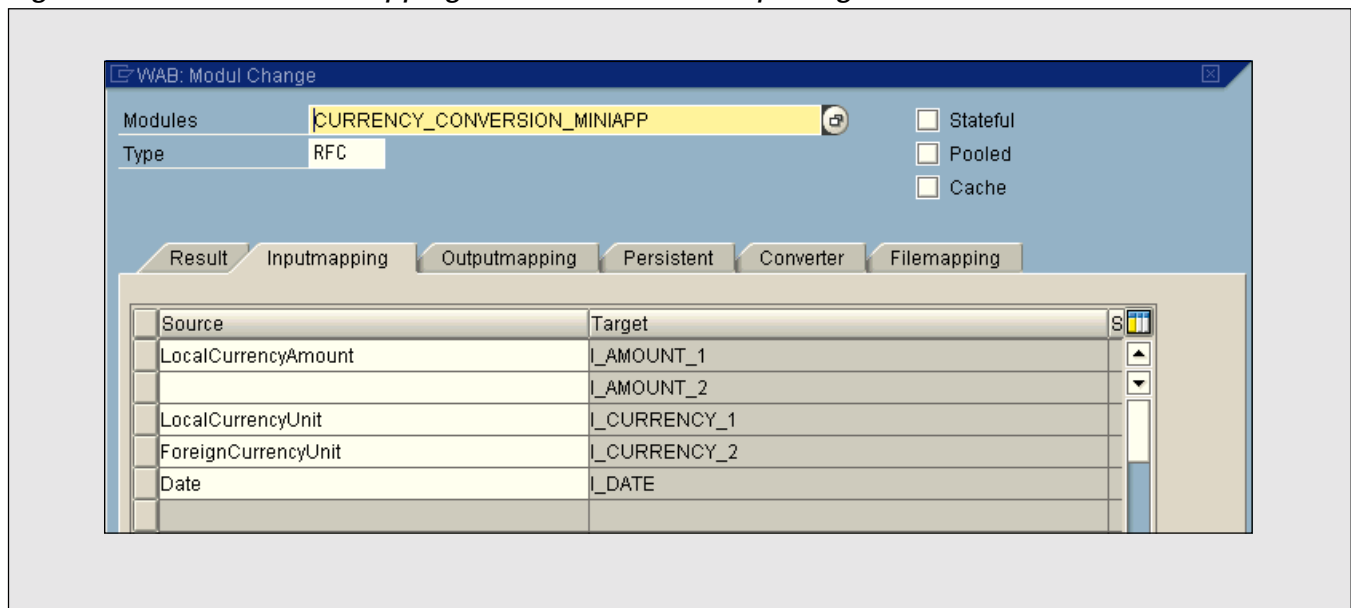 WAB: Modul Change
Modules CURRENCY_CONVERSION_MINIAPP Stateful
Type RFC Pooled
Cache
Result Inputmapping Outputmapping Persistent Converter Filemapping
Source Target S
LocalCurrencyAmount I_AMOUNT_1
I_AMOUNT_2
LocalCurrencyUnit I_CURRENCY_1
ForeignCurrencyUnit I_CURRENCY_2
Date I_DATE